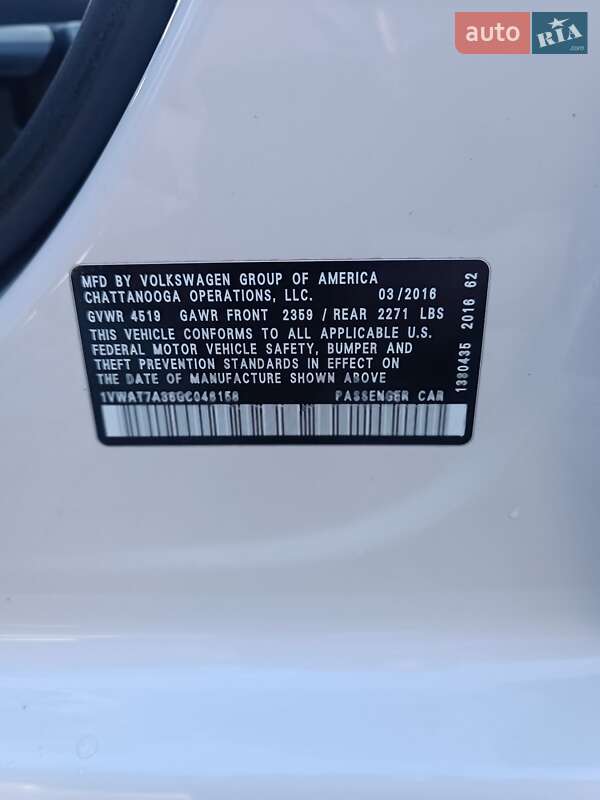 auto RIA.com
MFD BY VOLKSWAGEN GROUP OF AMERICA
CHATTANOOGA OPERATIONS, LLC. 03/2016
GVWR 4519 GAWR FRONT 2359 / REAR 2271 LBS
THIS VEHICLE CONFORMS TO ALL APPLICABLE U.S.
FEDERAL MOTOR VEHICLE SAFETY, BUMPER AND
THEFT PREVENTION STANDARDS IN EFFECT ON
THE DATE OF MANUFACTURE SHOWN ABOVE
PASSENGER CAR
1380435 2016 62